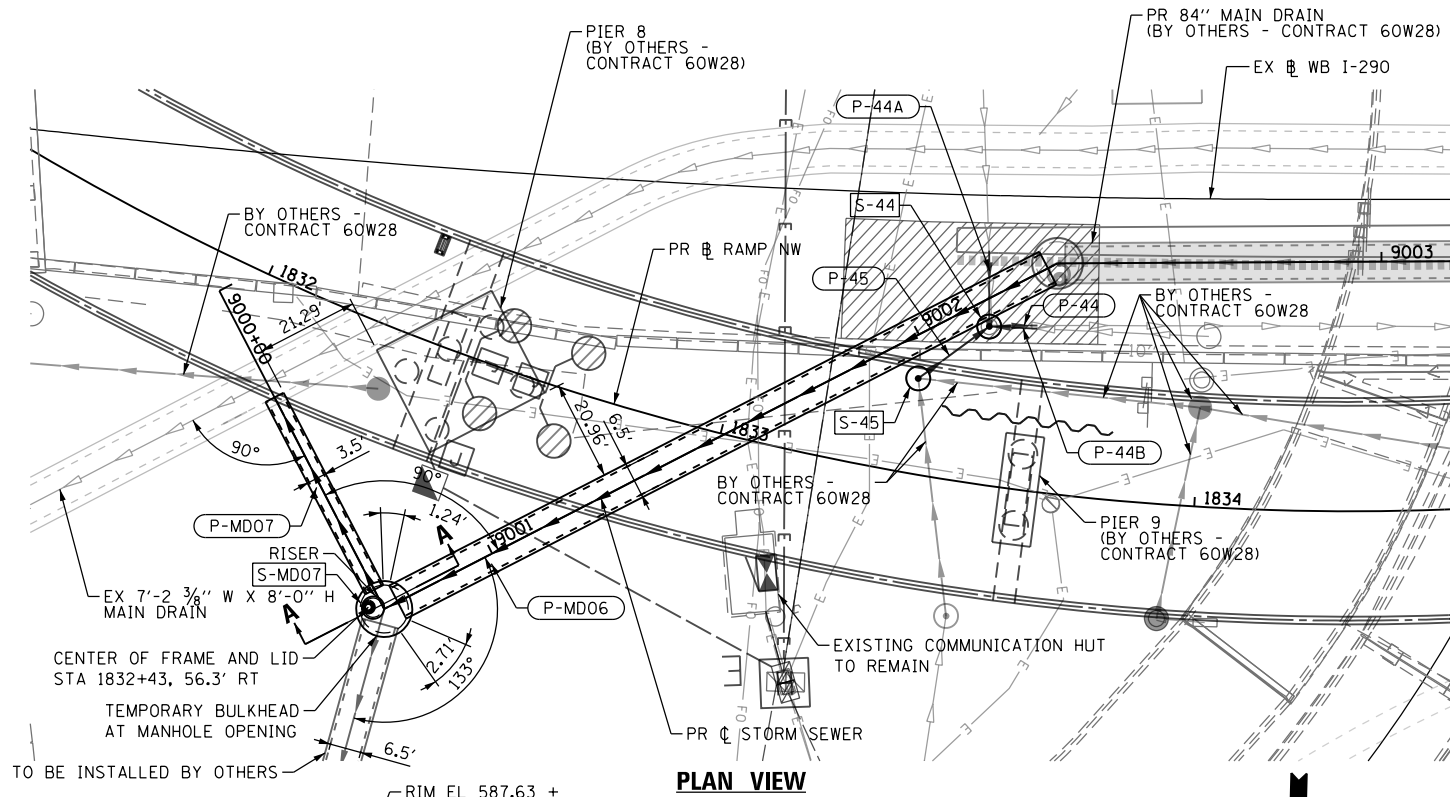 PIER 8
(BY OTHERS -
CONTRACT 60W28)
PR 84" MAIN DRAIN
(BY OTHERS - CONTRACT 60W28)
EX ℄ WB I-290
P-44A
BY OTHERS -
CONTRACT 60W28
S-44
PR ℄ RAMP NW
P-45
9003
1832
9002
P-44
BY OTHERS -
CONTRACT 60W28
9000+60
21.29'
20.96'
6.5'
1833
S-45
P-44B
90°
3.5'
90°
BY OTHERS -
CONTRACT 60W28
1834
P-MD07
1.24'
A
9001
PIER 9
(BY OTHERS -
CONTRACT 60W28)
RISER
S-MD07
EX 7'-2 ⅜" W X 8'-0" H
MAIN DRAIN
P-MD06
A
EXISTING COMMUNICATION HUT
TO REMAIN
CENTER OF FRAME AND LID
STA 1832+43, 56.3' RT
2.71'
133°
TEMPORARY BULKHEAD
AT MANHOLE OPENING
PR ℄ STORM SEWER
6.5'
TO BE INSTALLED BY OTHERS
PLAN VIEW
RIM EL 587.63 ±